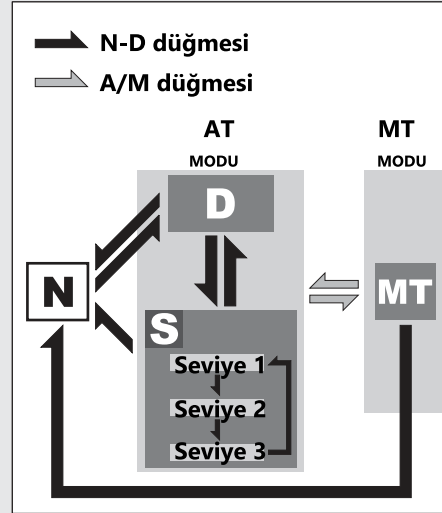 N-D düğmesi
A/M düğmesi
AT MT
MODU MODU
D
N MT
S
Seviye 1
Seviye 2
Seviye 3